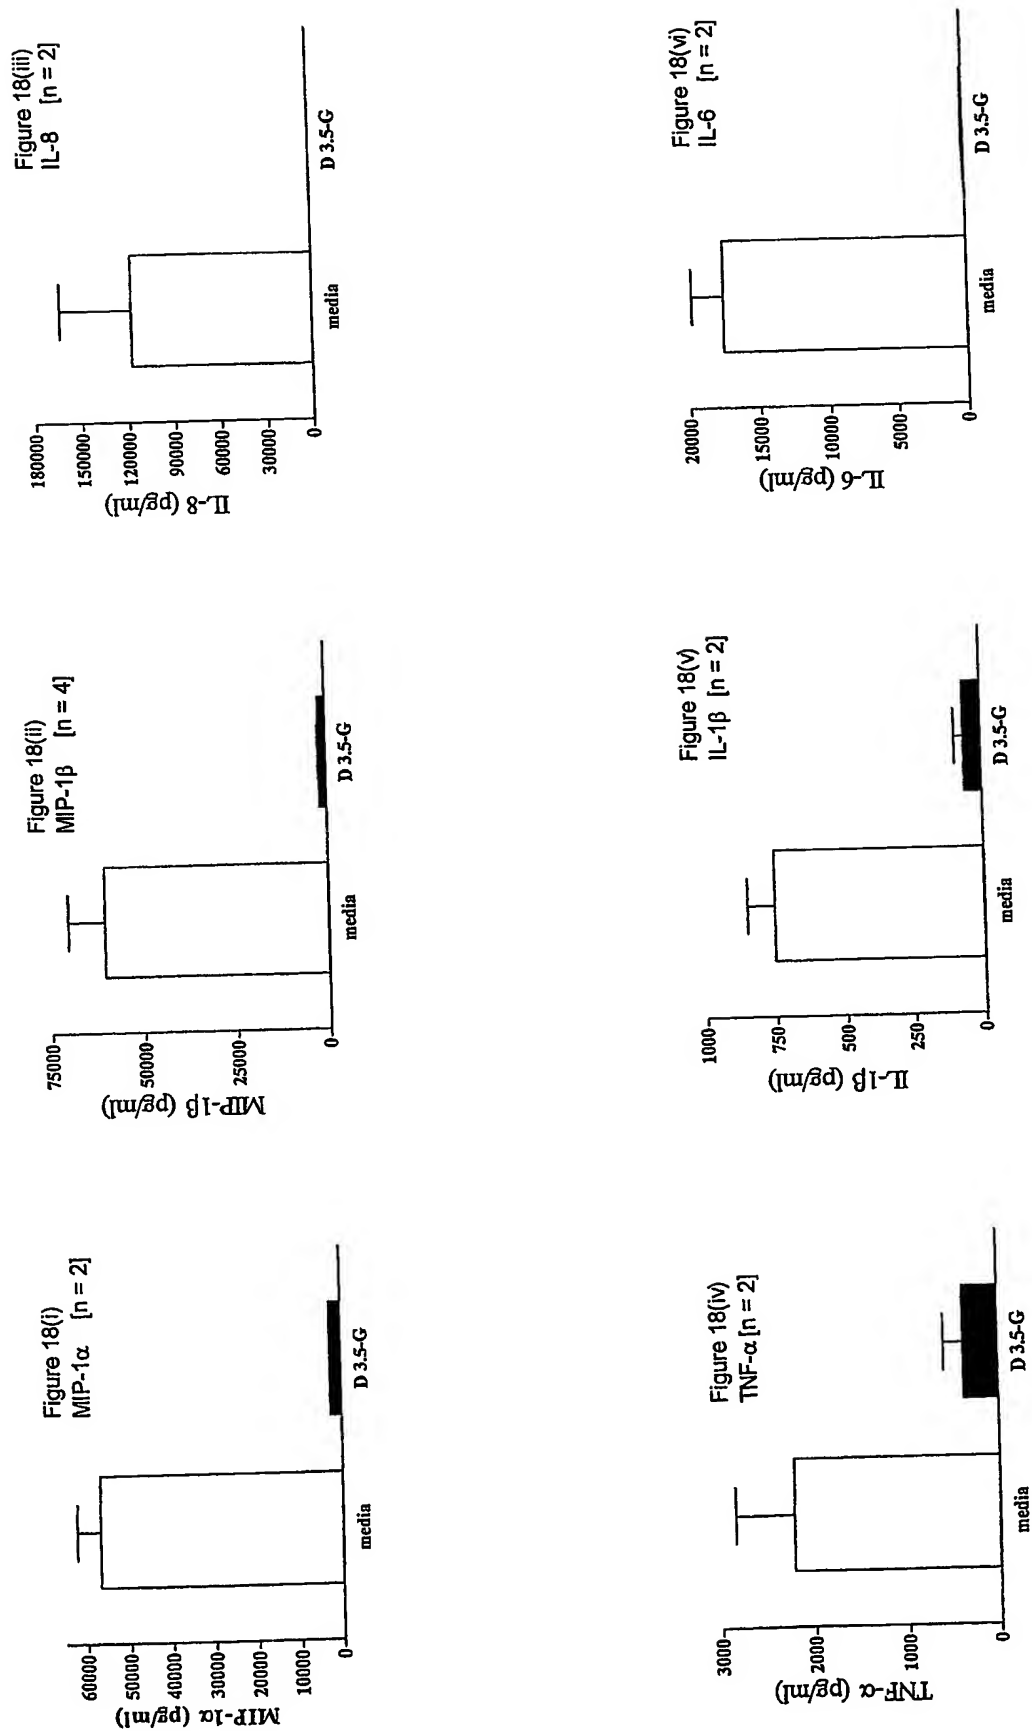 Figure 18(i)
MIP-1α [n = 2]
MIP-1α (pg/ml)
60000
50000
40000
30000
20000
10000
0
media
D 3.5-G
Figure 18(ii)
MIP-1β [n = 4]
MIP-1β (pg/ml)
75000
50000
25000
0
media
D 3.5-G
Figure 18(iii)
IL-8 [n = 2]
IL-8 (pg/ml)
180000
150000
120000
90000
60000
30000
0
media
D 3.5-G
Figure 18(iv)
TNF-α [n = 2]
TNF-α (pg/ml)
3000
2000
1000
0
media
D 3.5-G
Figure 18(v)
IL-1β [n = 2]
IL-1β (pg/ml)
1000
750
500
250
0
media
D 3.5-G
Figure 18(vi)
IL-6 [n = 2]
IL-6 (pg/ml)
20000
15000
10000
5000
0
media
D 3.5-G